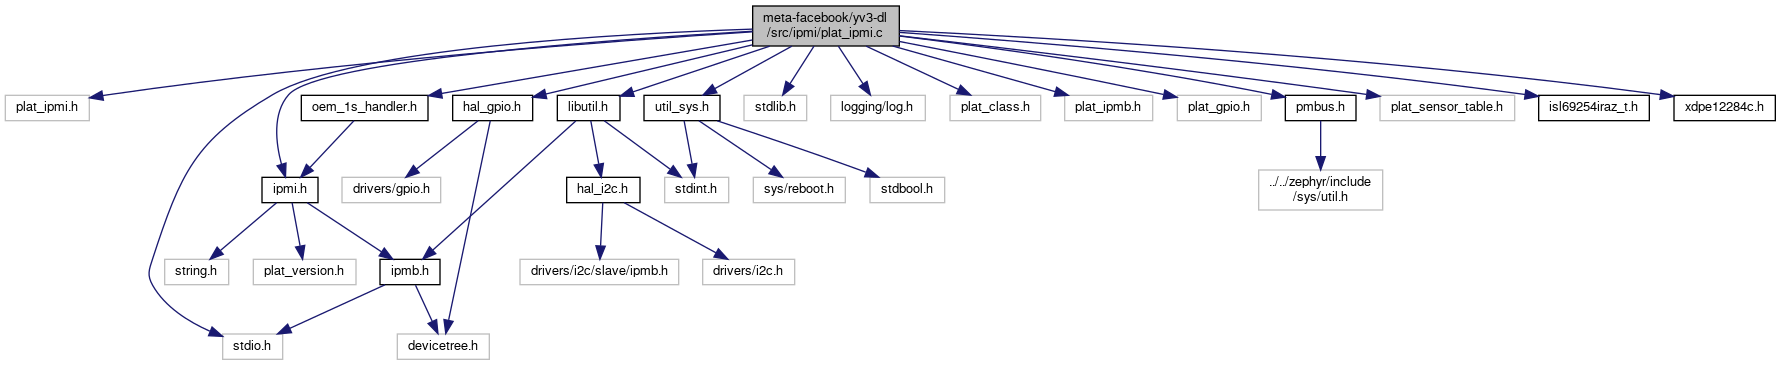 meta-facebook/yv3-dl
/src/ipmi/plat_ipmi.c
plat_ipmi.h
oem_1s_handler.h
hal_gpio.h
libutil.h
util_sys.h
stdlib.h
logging/log.h
plat_class.h
plat_ipmb.h
plat_gpio.h
pmbus.h
plat_sensor_table.h
isl69254iraz_t.h
xdpe12284c.h
ipmi.h
drivers/gpio.h
hal_i2c.h
stdint.h
sys/reboot.h
stdbool.h
../../zephyr/include
/sys/util.h
string.h
plat_version.h
ipmb.h
drivers/i2c/slave/ipmb.h
drivers/i2c.h
stdio.h
devicetree.h